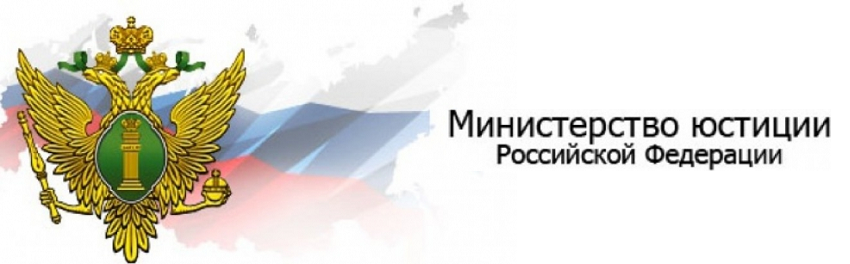 Министерство юстиции
Российской Федерации